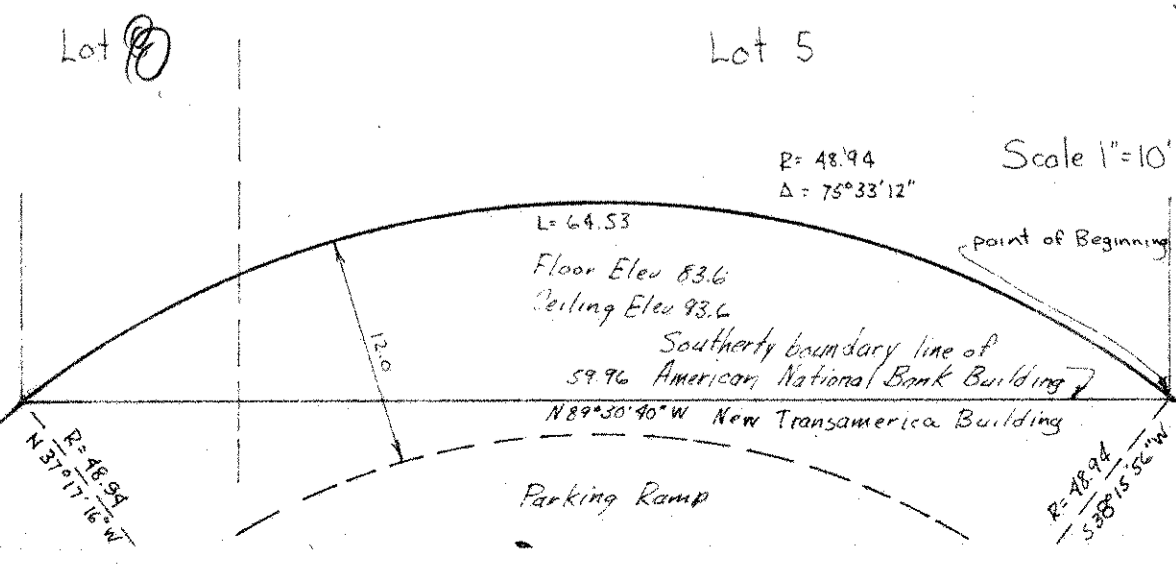 Lot
Lot 5
R= 48.94
Δ = 75°33'12"
Scale 1"=10'
L= 64.53
point of Beginning
Floor Elev 83.6
Ceiling Elev 93.6
12.0
Southerly boundary line of
59.96 American National Bank Building
N89°30'40"W New Transamerica Building
R=48.94
N37°17'16"W
Parking Ramp
R=48.94
S38°15'56"W